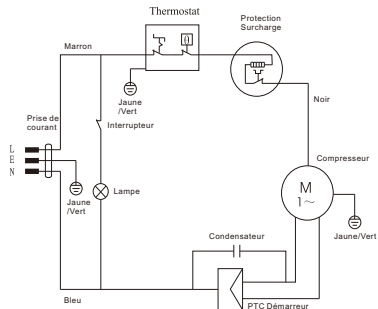 Thermostat
Protection
Surcharge
Marron
θ
Jaune
/Vert
Noir
Prise de
courant
Interrupteur
L
E
N
Compresseur
M
1~
Lampe
Jaune
/Vert
Condensateur
Jaune/Vert
Bleu
PTC Démarreur